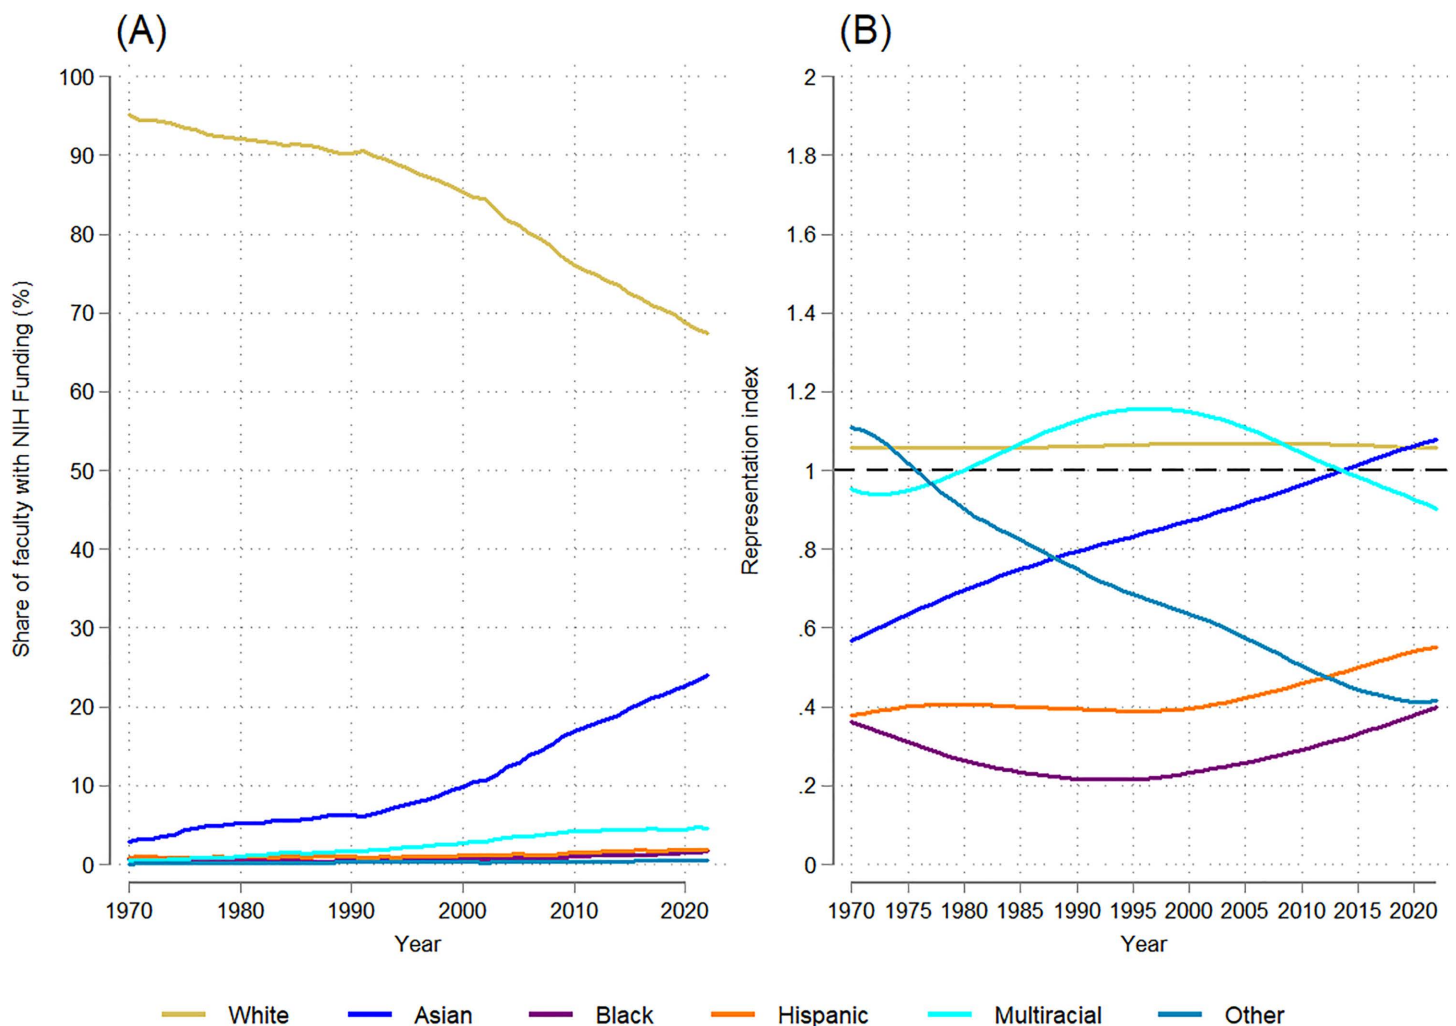 (A)
Share of faculty with NIH Funding (%)
100
90
80
70
60
50
40
30
20
10
0
1970 1980 1990 2000 2010 2020
Year
(B)
Representation index
2
1.8
1.6
1.4
1.2
1
.8
.6
.4
.2
0
1970 1975 1980 1985 1990 1995 2000 2005 2010 2015 2020
Year
White Asian Black Hispanic Multiracial Other